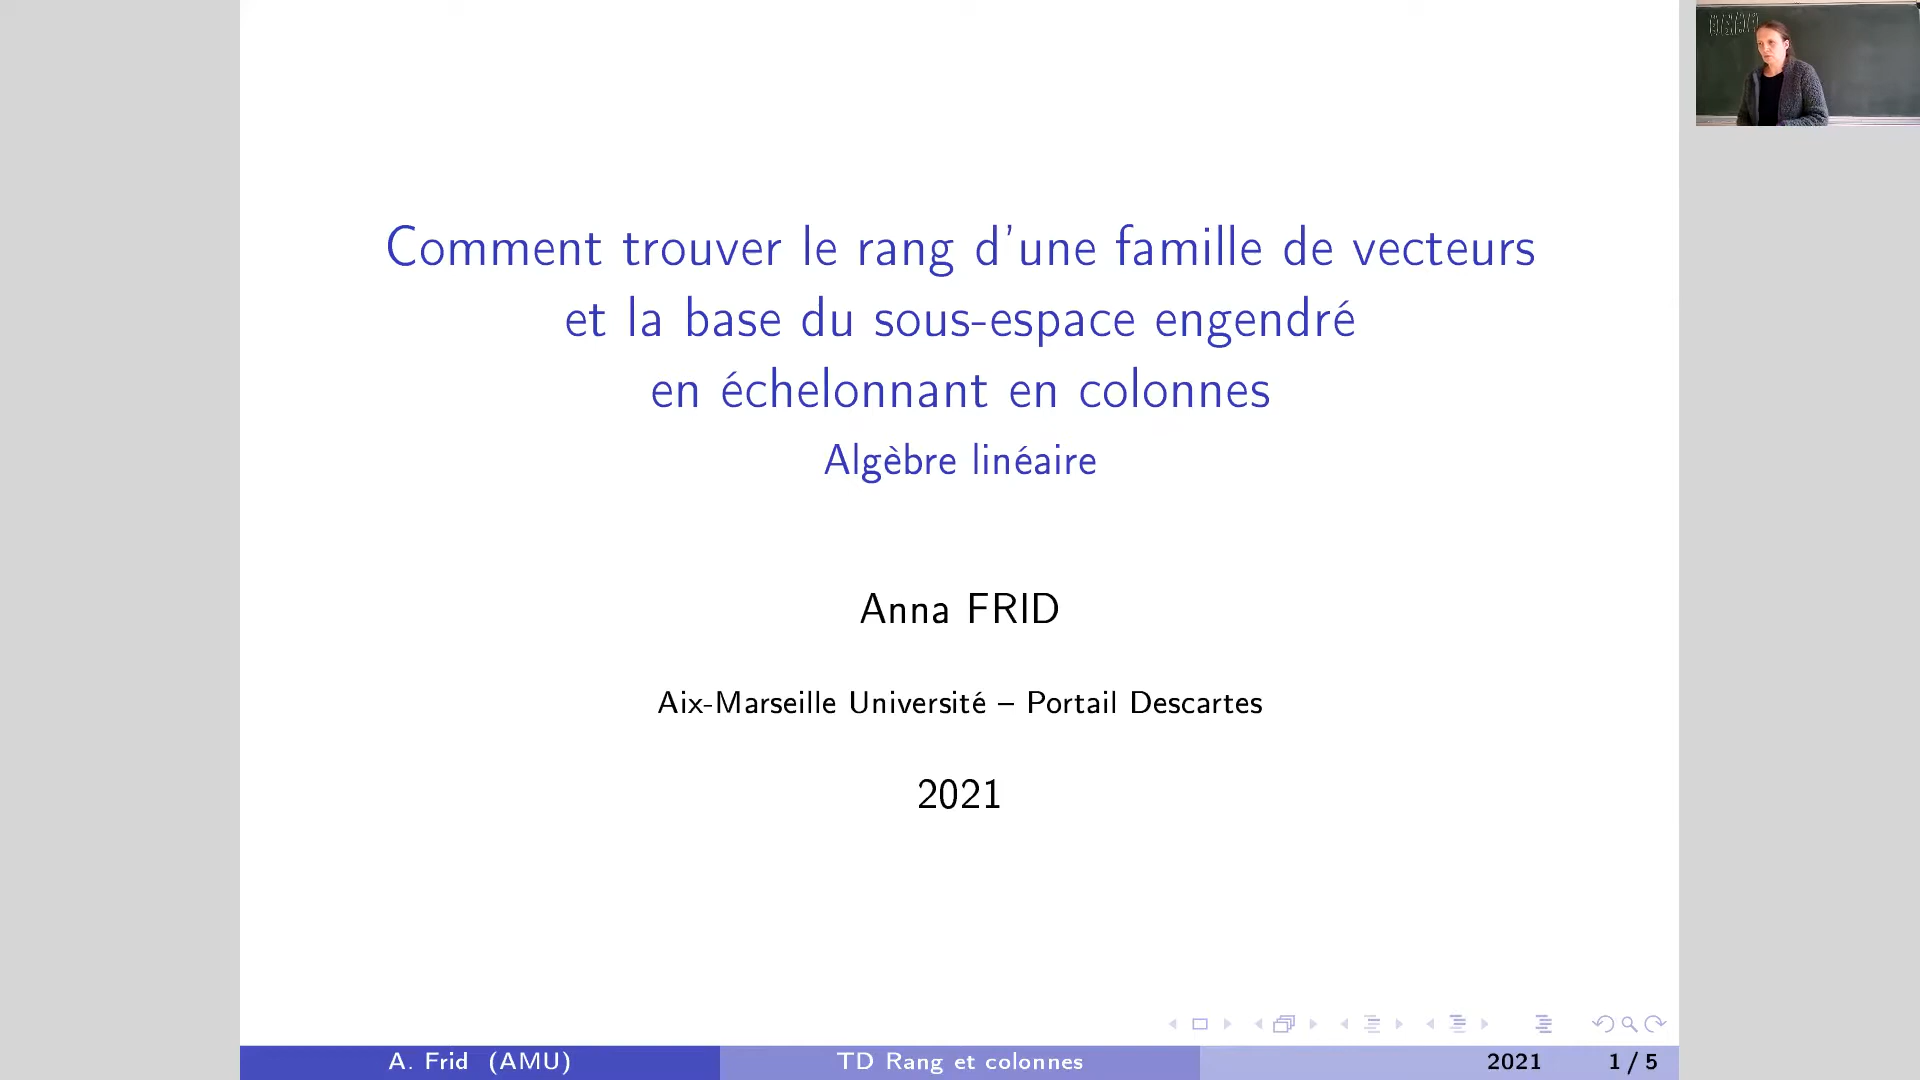 Comment trouver le rang d'une famille de vecteurs
et la base du sous-espace engendré
en échelonnant en colonnes
Algèbre linéaire
Anna FRID
Aix-Marseille Université – Portail Descartes
2021
A. Frid (AMU) TD Rang et colonnes 2021 1 / 5